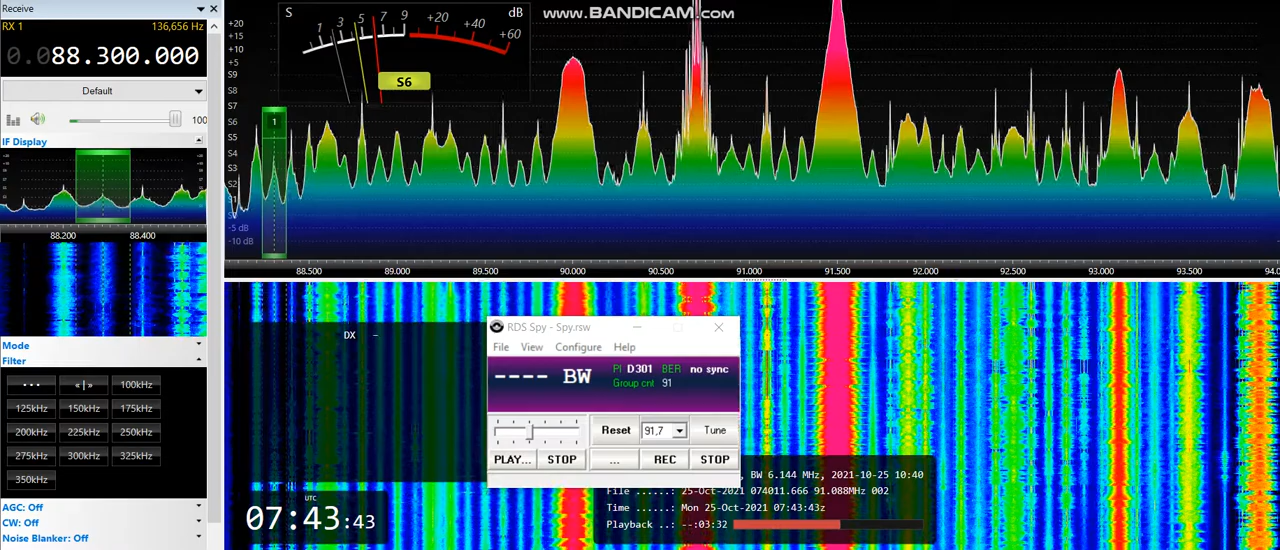 Receive
RX 1 136,656 Hz
0.088.300.000
Default
100
IF Display
88.200 88.400
Mode
Filter
••• «|» 100kHz
125kHz 150kHz 175kHz
200kHz 225kHz 250kHz
275kHz 300kHz 325kHz
350kHz
AGC: Off
CW: Off
Noise Blanker: Off
www.BANDICAM.com
S dB
1 3 5 7 9 +20 +40 +60
S6
+20
+15
+10
+5
S9
S8
S7
S6
S5
S4
S3
S2
S1
-5 dB
-10 dB
1
88.500 89.000 89.500 90.000 90.500 91.000 91.500 92.000 92.500 93.000 93.500 94.0
DX –
RDS Spy - Spy.rsw
File View Configure Help
---- BW PI D301 BER no sync
Group cnt 91
Reset 91,7 Tune
PLAY... STOP ... REC STOP
, BW 6.144 MHz, 2021-10-25 10:40
File ......: 25-Oct-2021 074011.666 91.088MHz 002
Time ......: Mon 25-Oct-2021 07:43:43z
Playback ..: --:03:32
UTC
07:43:43